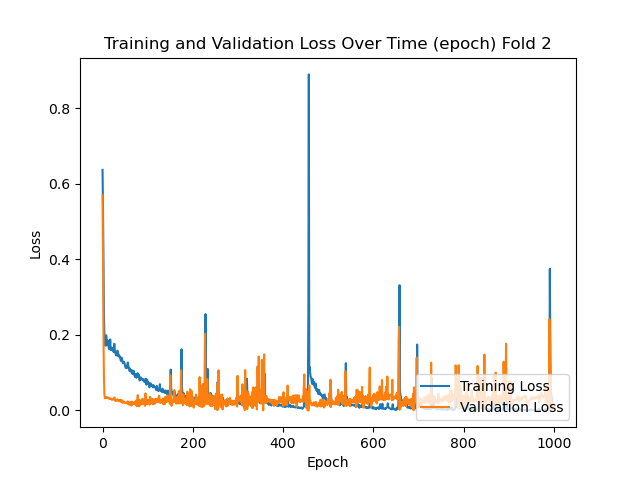 Training and Validation Loss Over Time (epoch) Fold 2
Loss
0.8
0.6
0.4
0.2
0.0
Training Loss
Validation Loss
0 200 400 600 800 1000
Epoch